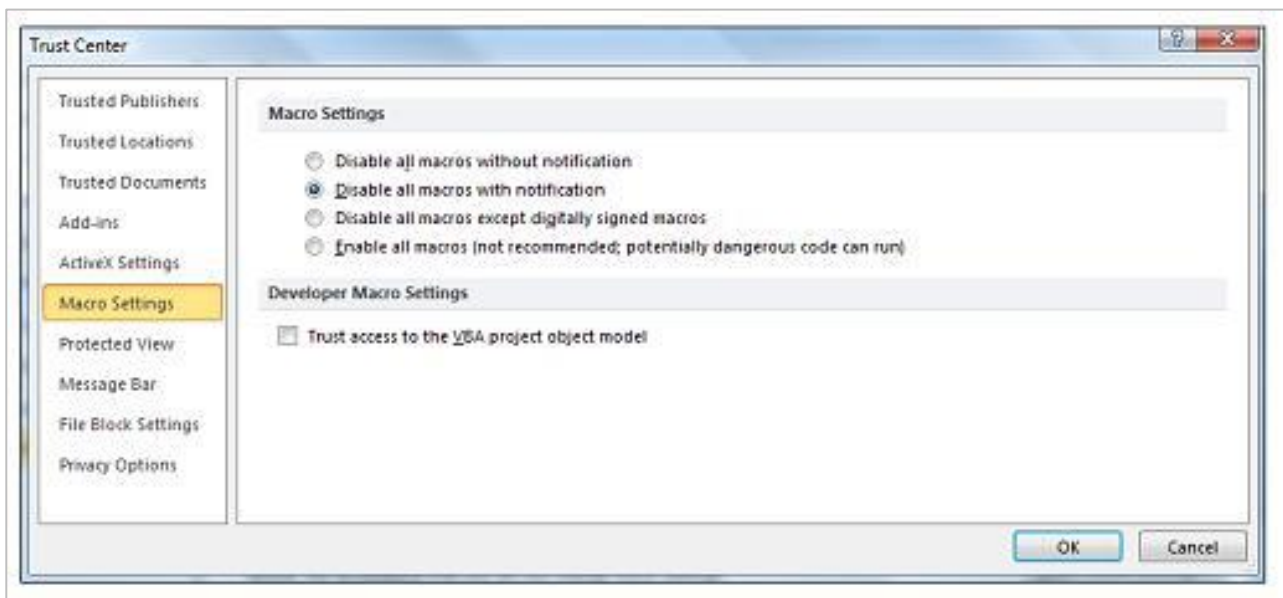 Trust Center
Trusted Publishers
Trusted Locations
Trusted Documents
Add-ins
ActiveX Settings
Macro Settings
Protected View
Message Bar
File Block Settings
Privacy Options
Macro Settings
Disable all macros without notification
Disable all macros with notification
Disable all macros except digitally signed macros
Enable all macros (not recommended; potentially dangerous code can run)
Developer Macro Settings
Trust access to the VBA project object model
OK
Cancel